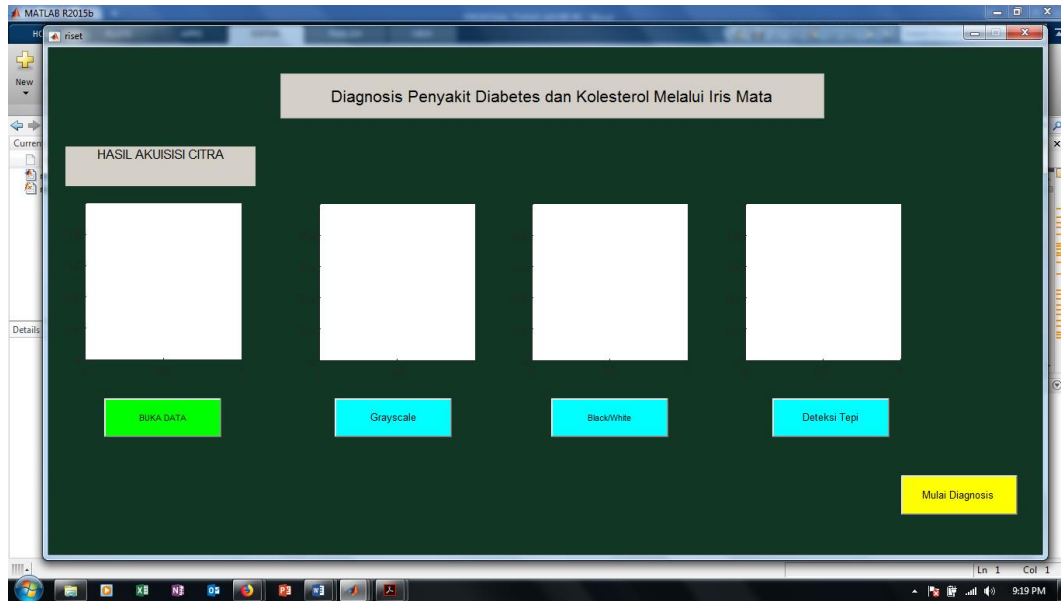 MATLAB R2015b
riset
New
Diagnosis Penyakit Diabetes dan Kolesterol Melalui Iris Mata
Curren
HASIL AKUISISI CITRA
Details
BUKA DATA
Grayscale
Black/White
Deteksi Tepi
Mulai Diagnosis
Ln 1 Col 1
9:19 PM